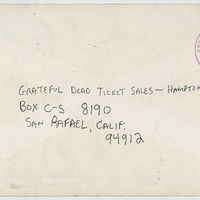 GRATEFUL DEAD TICKET SALES — HAMPTON
BOX C-S 8190
SAN RAFAEL, CALIF.
94912